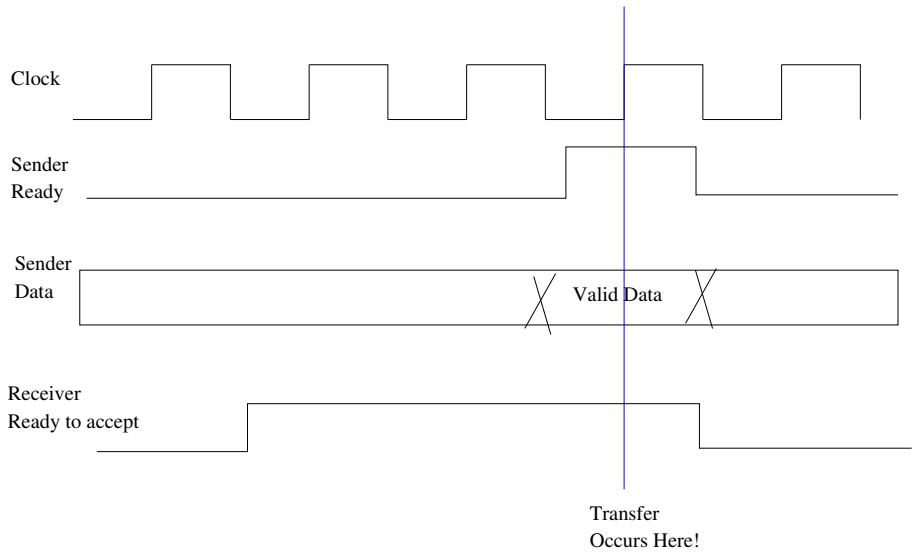 Clock
Sender
Ready
Sender
Data
Valid Data
Receiver
Ready to accept
Transfer
Occurs Here!